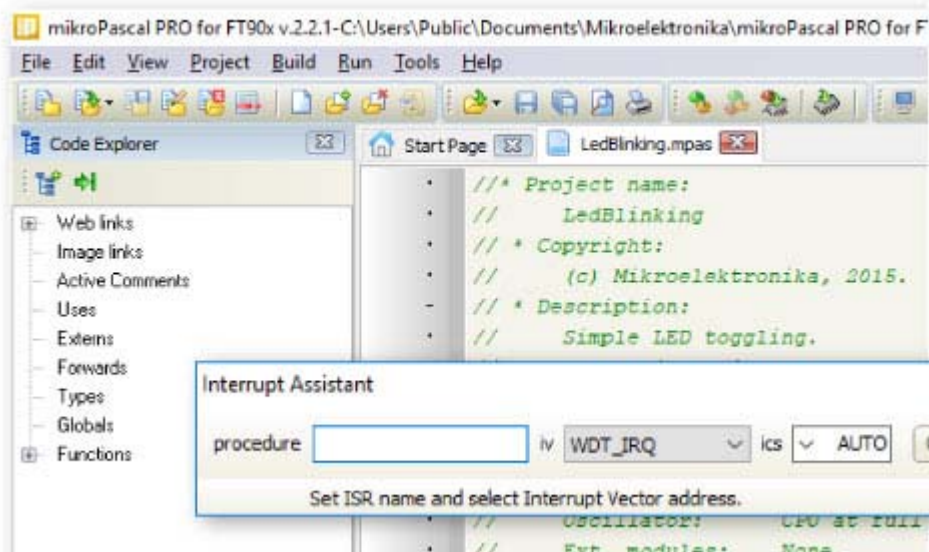 mikroPascal PRO for FT90x v.2.2.1-C:\Users\Public\Documents\Mikroelektronika\mikroPascal PRO for F
File Edit View Project Build Run Tools Help
Code Explorer
Start Page LedBlinking.mpas
//* Project name:
Web links
// LedBlinking
Image links
// * Copyright:
Active Comments
// (c) Mikroelektronika, 2015.
Uses
// * Description:
Externs
// Simple LED toggling.
Forwards
Types
Globals
Functions
Interrupt Assistant
procedure iv WDT_IRQ ics AUTO
Set ISR name and select Interrupt Vector address.
// Oscillator: CPU at full
// Ext. modules: None